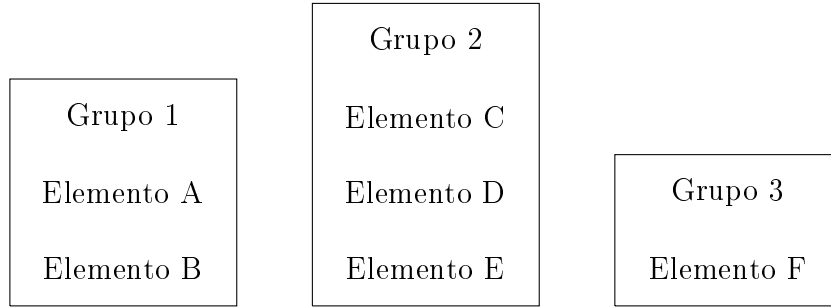 Grupo 1
Elemento A
Elemento B
Grupo 2
Elemento C
Elemento D
Elemento E
Grupo 3
Elemento F